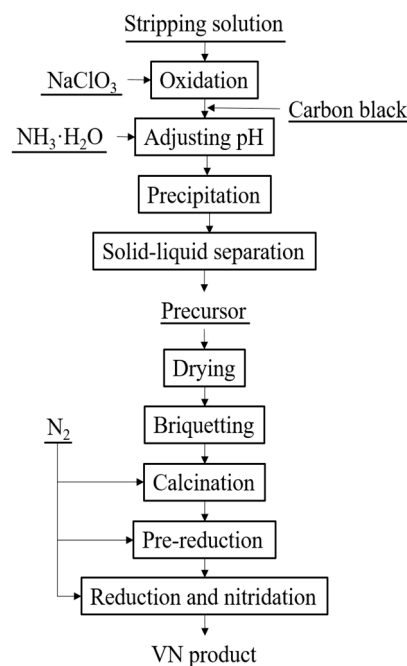 Stripping solution
NaClO₃
Oxidation
Carbon black
NH₃·H₂O
Adjusting pH
Precipitation
Solid-liquid separation
Precursor
Drying
Briquetting
N₂
Calcination
Pre-reduction
Reduction and nitridation
VN product